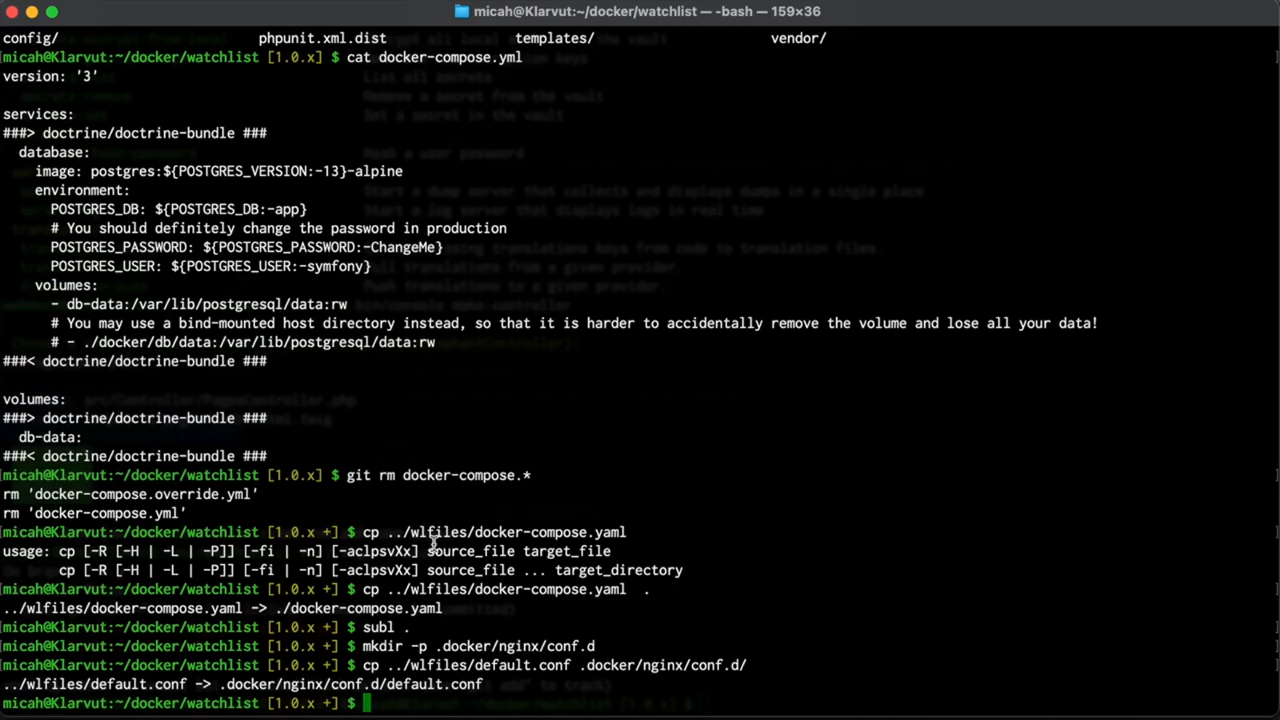 micah@Klarvut:~/docker/watchlist — -bash — 159×36
config/ phpunit.xml.dist templates/ vendor/
micah@Klarvut:~/docker/watchlist [1.0.x] $ cat docker-compose.yml
version: '3'
services:
###> doctrine/doctrine-bundle ###
  database:
    image: postgres:${POSTGRES_VERSION:-13}-alpine
    environment:
      POSTGRES_DB: ${POSTGRES_DB:-app}
      # You should definitely change the password in production
      POSTGRES_PASSWORD: ${POSTGRES_PASSWORD:-ChangeMe}
      POSTGRES_USER: ${POSTGRES_USER:-symfony}
    volumes:
      - db-data:/var/lib/postgresql/data:rw
      # You may use a bind-mounted host directory instead, so that it is harder to accidentally remove the volume and lose all your data!
      # - ./docker/db/data:/var/lib/postgresql/data:rw
###< doctrine/doctrine-bundle ###
volumes:
###> doctrine/doctrine-bundle ###
  db-data:
###< doctrine/doctrine-bundle ###
micah@Klarvut:~/docker/watchlist [1.0.x] $ git rm docker-compose.*
rm 'docker-compose.override.yml'
rm 'docker-compose.yml'
micah@Klarvut:~/docker/watchlist [1.0.x +] $ cp ../wlfiles/docker-compose.yaml
usage: cp [-R [-H | -L | -P]] [-fi | -n] [-aclpsvXx] source_file target_file
       cp [-R [-H | -L | -P]] [-fi | -n] [-aclpsvXx] source_file ... target_directory
micah@Klarvut:~/docker/watchlist [1.0.x +] $ cp ../wlfiles/docker-compose.yaml  .
../wlfiles/docker-compose.yaml -> ./docker-compose.yaml
micah@Klarvut:~/docker/watchlist [1.0.x +] $ subl .
micah@Klarvut:~/docker/watchlist [1.0.x +] $ mkdir -p .docker/nginx/conf.d
micah@Klarvut:~/docker/watchlist [1.0.x +] $ cp ../wlfiles/default.conf .docker/nginx/conf.d/
../wlfiles/default.conf -> .docker/nginx/conf.d/default.conf
micah@Klarvut:~/docker/watchlist [1.0.x +] $